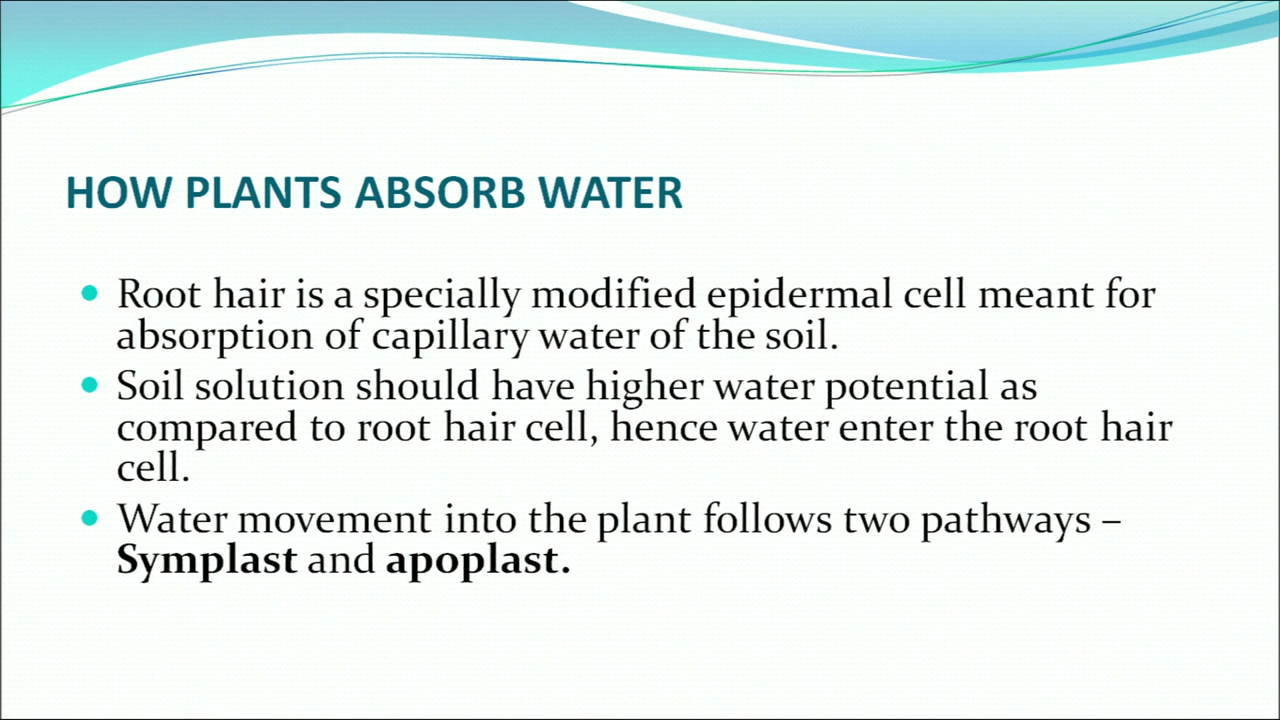 HOW PLANTS ABSORB WATER
• Root hair is a specially modified epidermal cell meant for
absorption of capillary water of the soil.
• Soil solution should have higher water potential as
compared to root hair cell, hence water enter the root hair
cell.
• Water movement into the plant follows two pathways –
Symplast and apoplast.